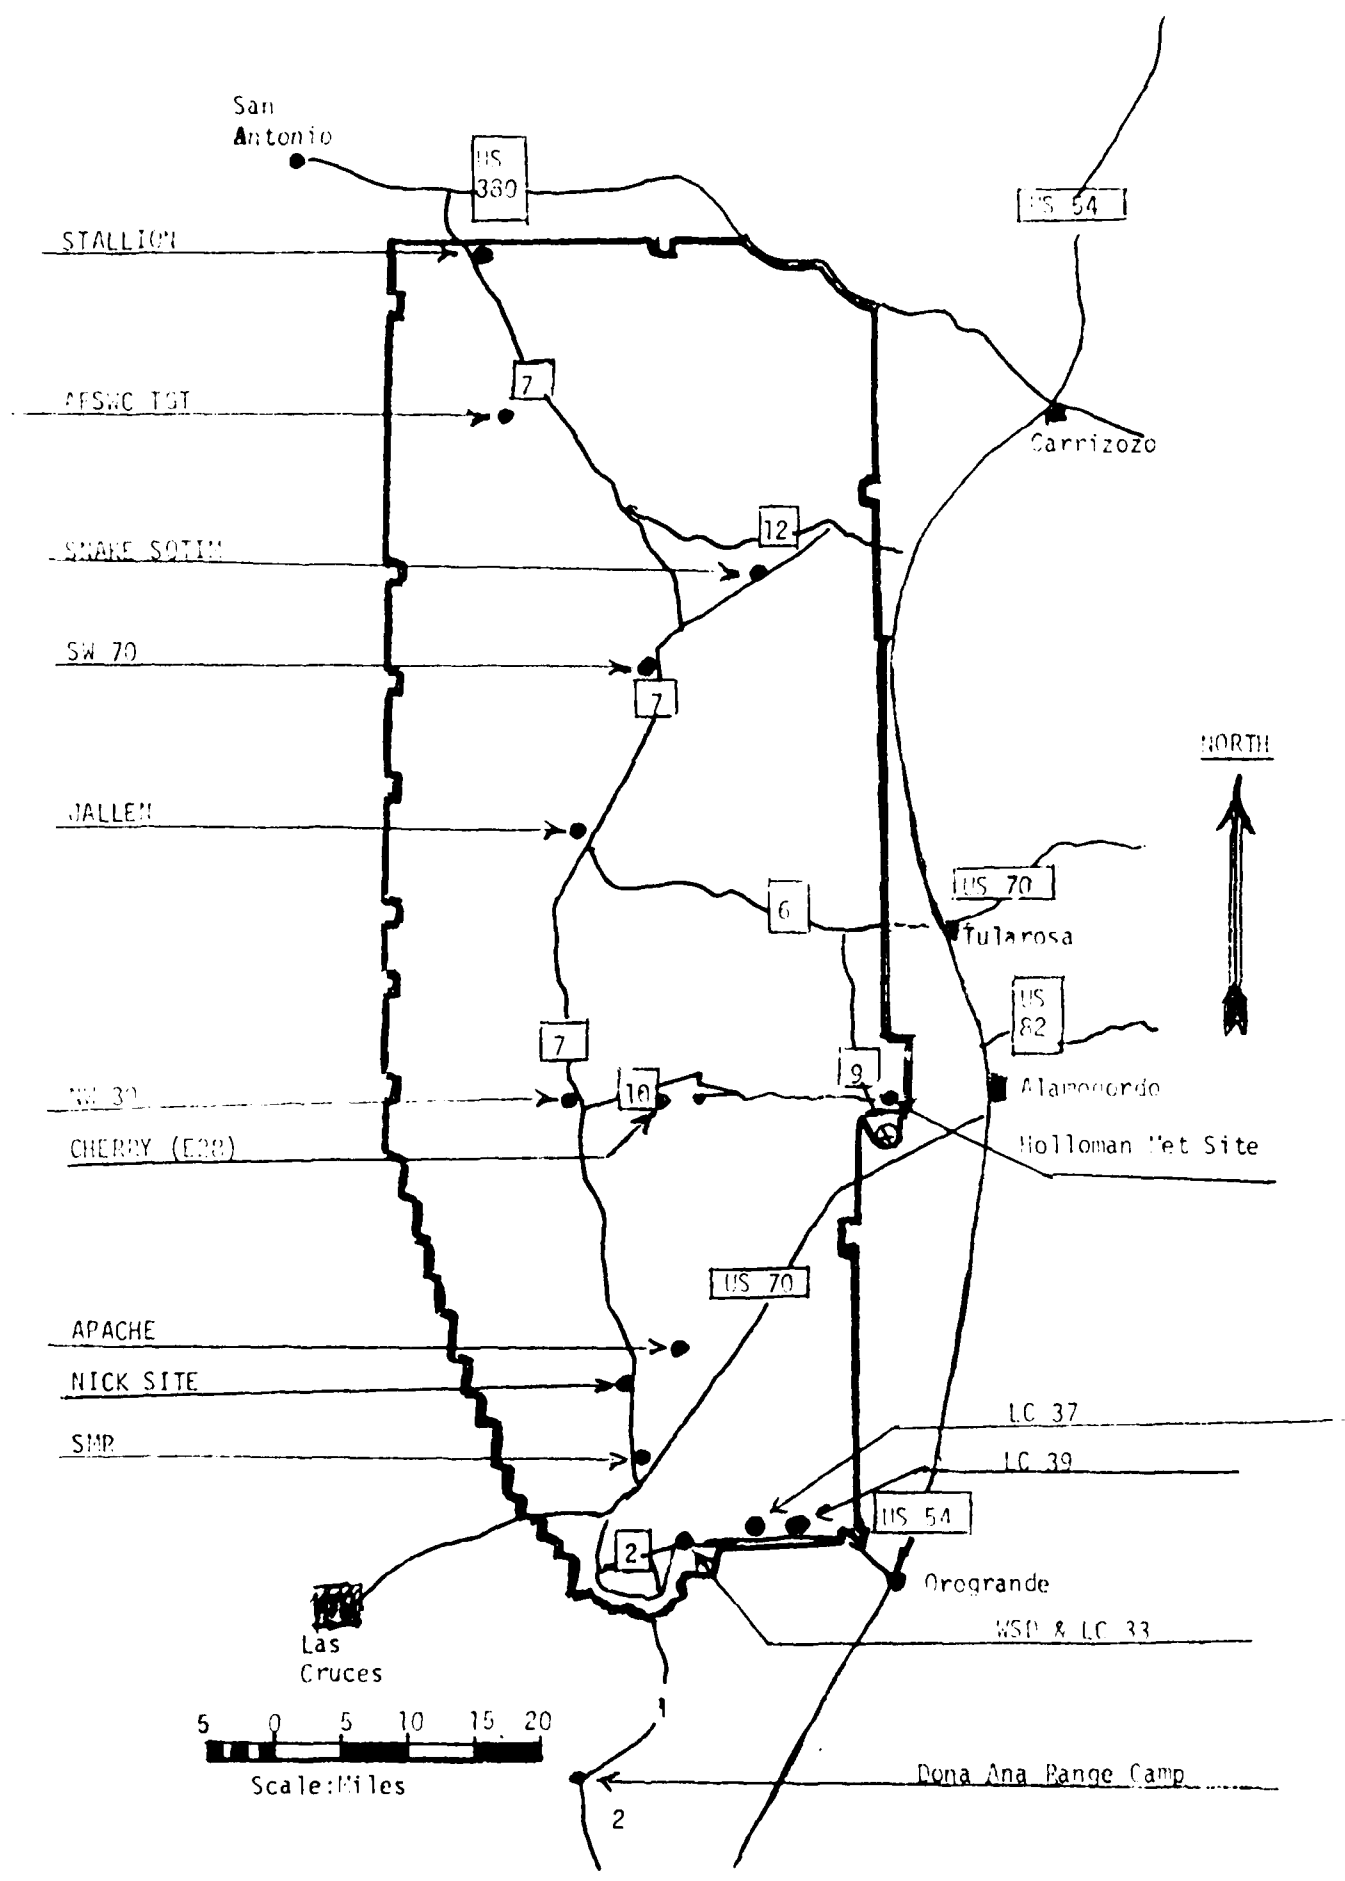 San
Antonio
US
380
US 54
STALLION
7
AFSWC TGT
Carrizozo
12
SNAKE SOTIM
SW 70
7
NORTH
JALLEN
US 70
6
Tularosa
US
82
7
9
10
Alamogordo
NW 30
CHERRY (E28)
Holloman Met Site
US 70
APACHE
NICK SITE
LC 37
SMR
LC 39
US 54
2
Orogrande
WSD & LC 33
Las
Cruces
1
5 0 5 10 15 20
Scale:Miles
Dona Ana Range Camp
2